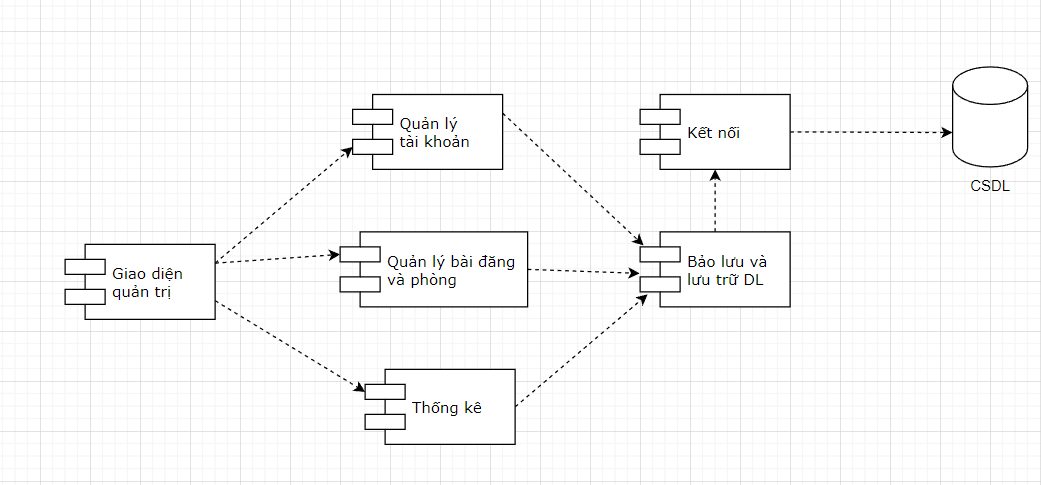 Quản lý
tài khoản
Kết nối
CSDL
Giao diện
quản trị
Quản lý bài đăng
và phòng
Bảo lưu và
lưu trữ DL
Thống kê